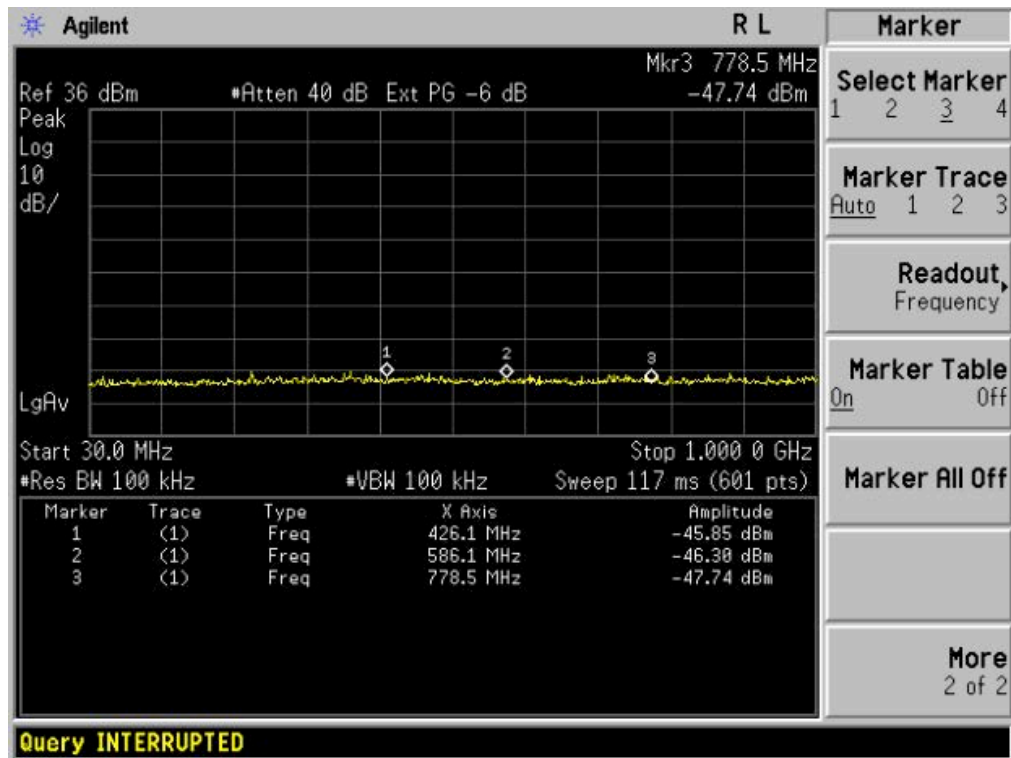 Agilent R L Marker
Mkr3 778.5 MHz
Ref 36 dBm #Atten 40 dB Ext PG -6 dB -47.74 dBm
Peak
Log
10
dB/
1 2 3
LgAv
Start 30.0 MHz Stop 1.000 0 GHz
#Res BW 100 kHz #VBW 100 kHz Sweep 117 ms (601 pts)
Marker Trace Type X Axis Amplitude
1 (1) Freq 426.1 MHz -45.85 dBm
2 (1) Freq 586.1 MHz -46.30 dBm
3 (1) Freq 778.5 MHz -47.74 dBm
Select Marker
1 2 3 4
Marker Trace
Auto 1 2 3
Readout
Frequency
Marker Table
On Off
Marker All Off
More
2 of 2
Query INTERRUPTED